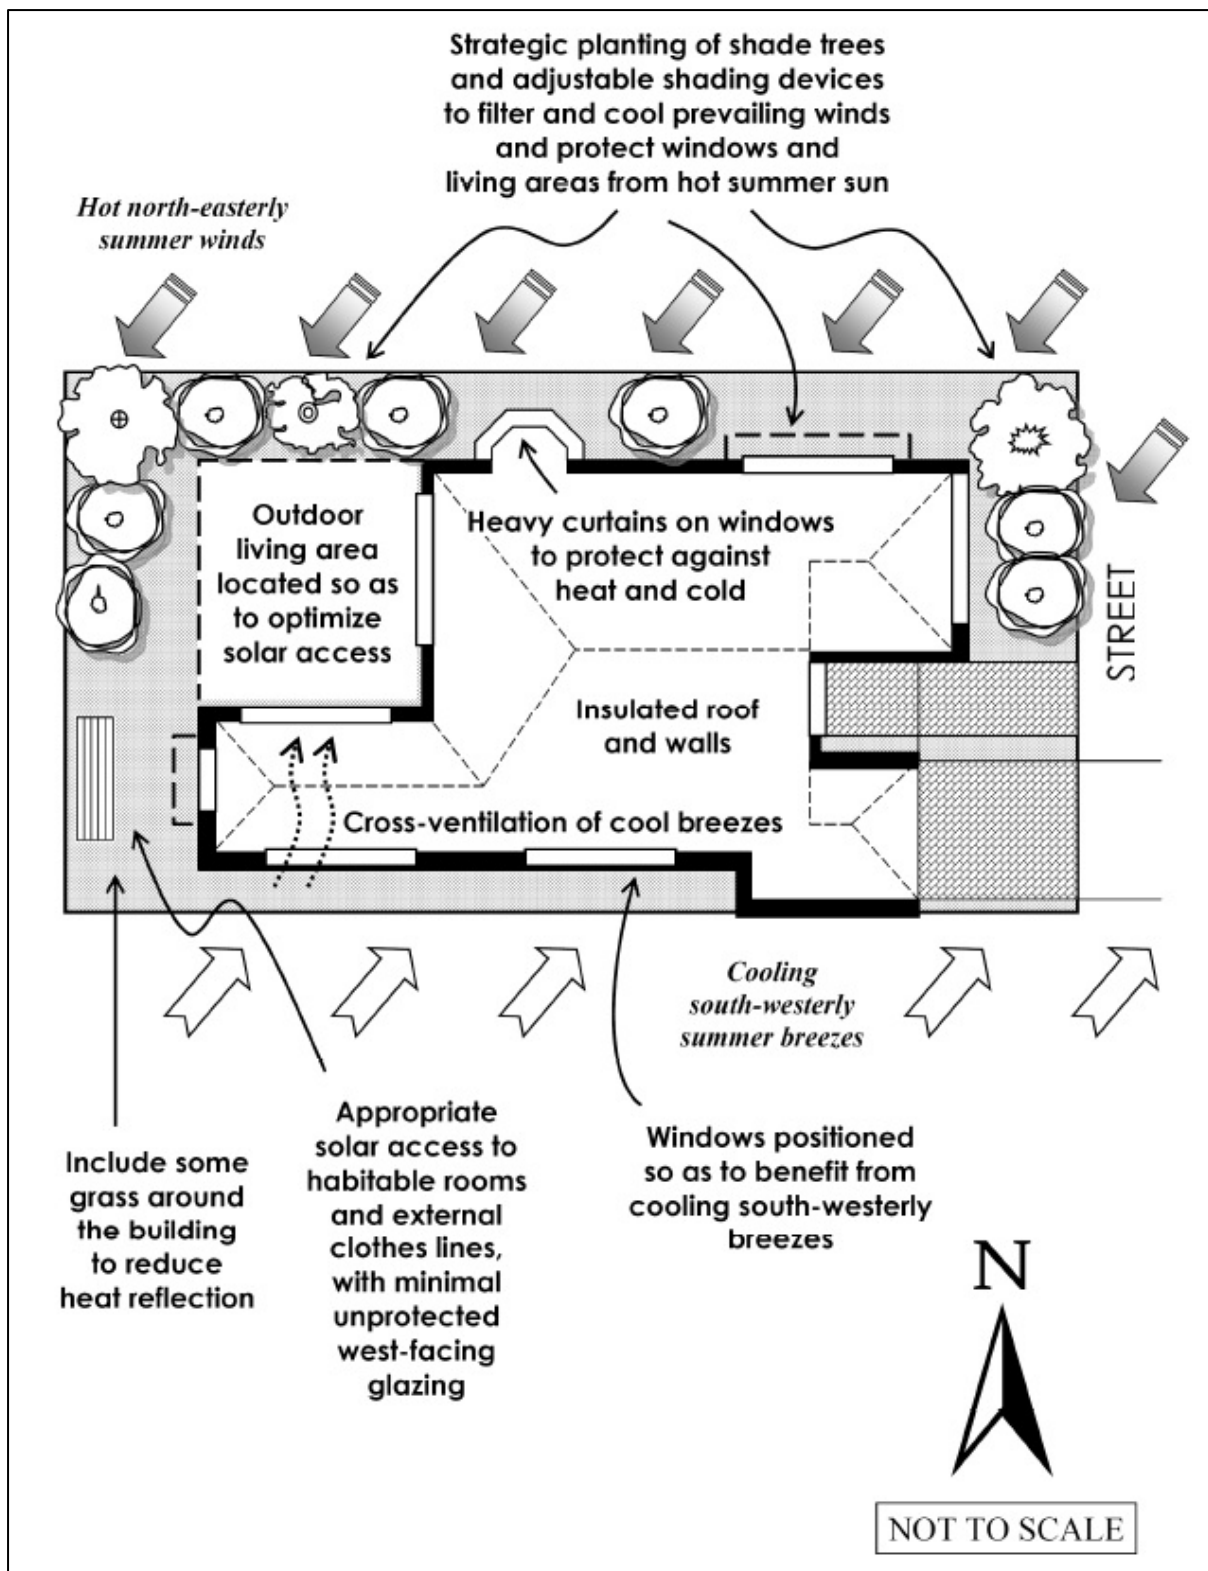 Strategic planting of shade trees
and adjustable shading devices
to filter and cool prevailing winds
and protect windows and
living areas from hot summer sun
Hot north-easterly
summer winds
Outdoor
living area
located so as
to optimize
solar access
Heavy curtains on windows
to protect against
heat and cold
STREET
Insulated roof
and walls
Cross-ventilation of cool breezes
Cooling
south-westerly
summer breezes
Include some
grass around
the building
to reduce
heat reflection
Appropriate
solar access to
habitable rooms
and external
clothes lines,
with minimal
unprotected
west-facing
glazing
Windows positioned
so as to benefit from
cooling south-westerly
breezes
N
NOT TO SCALE